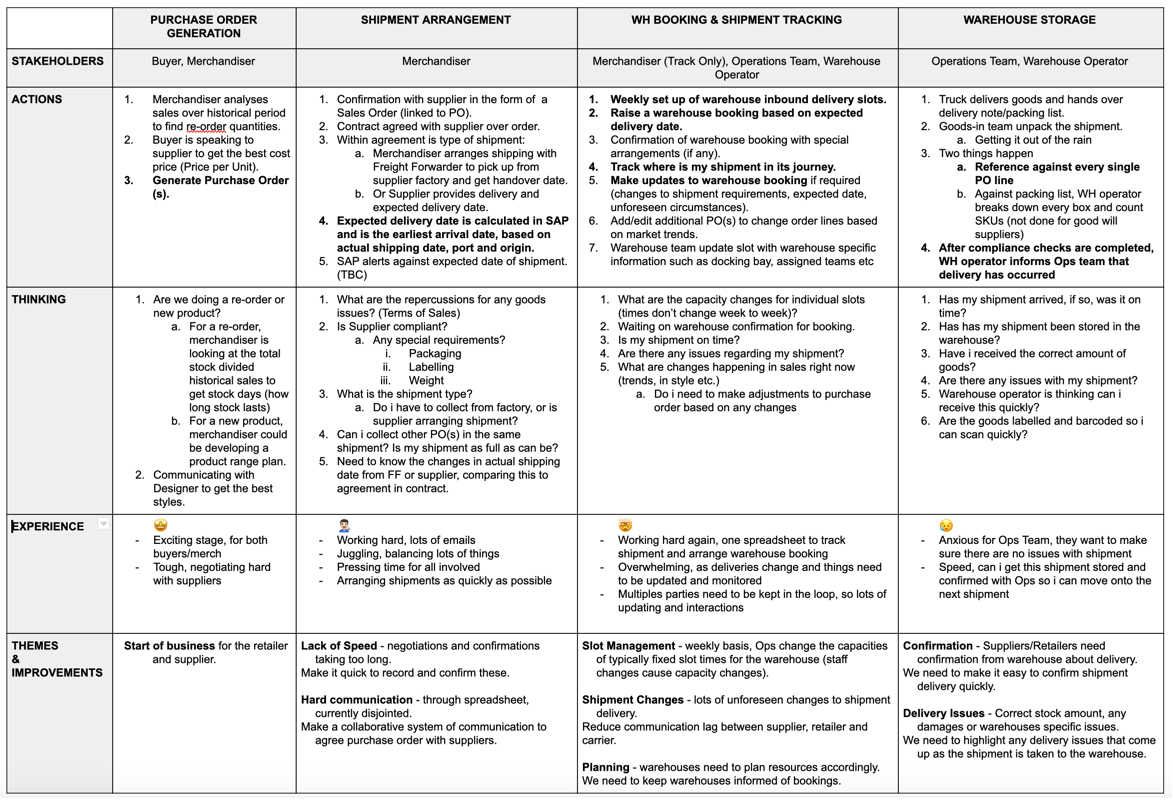 PURCHASE ORDER
GENERATION
SHIPMENT ARRANGEMENT
WH BOOKING & SHIPMENT TRACKING
WAREHOUSE STORAGE
STAKEHOLDERS
Buyer, Merchandiser
Merchandiser
Merchandiser (Track Only), Operations Team, Warehouse
Operator
Operations Team, Warehouse Operator
ACTIONS
1. Merchandiser analyses
sales over historical period
to find re-order quantities.
2. Buyer is speaking to
supplier to get the best cost
price (Price per Unit).
3. Generate Purchase Order
(s).
1. Confirmation with supplier in the form of a
Sales Order (linked to PO).
2. Contract agreed with supplier over order.
3. Within agreement is type of shipment:
a. Merchandiser arranges shipping with
Freight Forwarder to pick up from
supplier factory and get handover date.
b. Or Supplier provides delivery and
expected delivery date.
4. Expected delivery date is calculated in SAP
and is the earliest arrival date, based on
actual shipping date, port and origin.
5. SAP alerts against expected date of shipment.
(TBC)
1. Weekly set up of warehouse inbound delivery slots.
2. Raise a warehouse booking based on expected
delivery date.
3. Confirmation of warehouse booking with special
arrangements (if any).
4. Track where is my shipment in its journey.
5. Make updates to warehouse booking if required
(changes to shipment requirements, expected date,
unforeseen circumstances).
6. Add/edit additional PO(s) to change order lines based
on market trends.
7. Warehouse team update slot with warehouse specific
information such as docking bay, assigned teams etc
1. Truck delivers goods and hands over
delivery note/packing list.
2. Goods-in team unpack the shipment.
a. Getting it out of the rain
3. Two things happen
a. Reference against every single
PO line
b. Against packing list, WH operator
breaks down every box and count
SKUs (not done for good will
suppliers)
4. After compliance checks are completed,
WH operator informs Ops team that
delivery has occurred
THINKING
1. Are we doing a re-order or
new product?
a. For a re-order,
merchandiser is
looking at the total
stock divided
historical sales to
get stock days (how
long stock lasts)
b. For a new product,
merchandiser could
be developing a
product range plan.
2. Communicating with
Designer to get the best
styles.
1. What are the repercussions for any goods
issues? (Terms of Sales)
2. Is Supplier compliant?
a. Any special requirements?
i. Packaging
ii. Labelling
iii. Weight
3. What is the shipment type?
a. Do i have to collect from factory, or is
supplier arranging shipment?
4. Can i collect other PO(s) in the same
shipment? Is my shipment as full as can be?
5. Need to know the changes in actual shipping
date from FF or supplier, comparing this to
agreement in contract.
1. What are the capacity changes for individual slots
(times don't change week to week)?
2. Waiting on warehouse confirmation for booking.
3. Is my shipment on time?
4. Are there any issues regarding my shipment?
5. What are changes happening in sales right now
(trends, in style etc.)
a. Do i need to make adjustments to purchase
order based on any changes
1. Has my shipment arrived, if so, was it on
time?
2. Has has my shipment been stored in the
warehouse?
3. Have i received the correct amount of
goods?
4. Are there any issues with my shipment?
5. Warehouse operator is thinking can i
receive this quickly?
6. Are the goods labelled and barcoded so i
can scan quickly?
EXPERIENCE
- Exciting stage, for both
buyers/merch
- Tough, negotiating hard
with suppliers
- Working hard, lots of emails
- Juggling, balancing lots of things
- Pressing time for all involved
- Arranging shipments as quickly as possible
- Working hard again, one spreadsheet to track
shipment and arrange warehouse booking
- Overwhelming, as deliveries change and things need
to be updated and monitored
- Multiples parties need to be kept in the loop, so lots of
updating and interactions
- Anxious for Ops Team, they want to make
sure there are no issues with shipment
- Speed, can i get this shipment stored and
confirmed with Ops so i can move onto the
next shipment
THEMES
&
IMPROVEMENTS
Start of business for the retailer
and supplier.
Lack of Speed - negotiations and confirmations
taking too long.
Make it quick to record and confirm these.
Hard communication - through spreadsheet,
currently disjointed.
Make a collaborative system of communication to
agree purchase order with suppliers.
Slot Management - weekly basis, Ops change the capacities
of typically fixed slot times for the warehouse (staff
changes cause capacity changes).
Shipment Changes - lots of unforeseen changes to shipment
delivery.
Reduce communication lag between supplier, retailer and
carrier.
Planning - warehouses need to plan resources accordingly.
We need to keep warehouses informed of bookings.
Confirmation - Suppliers/Retailers need
confirmation from warehouse about delivery.
We need to make it easy to confirm shipment
delivery quickly.
Delivery Issues - Correct stock amount, any
damages or warehouses specific issues.
We need to highlight any delivery issues that come
up as the shipment is taken to the warehouse.